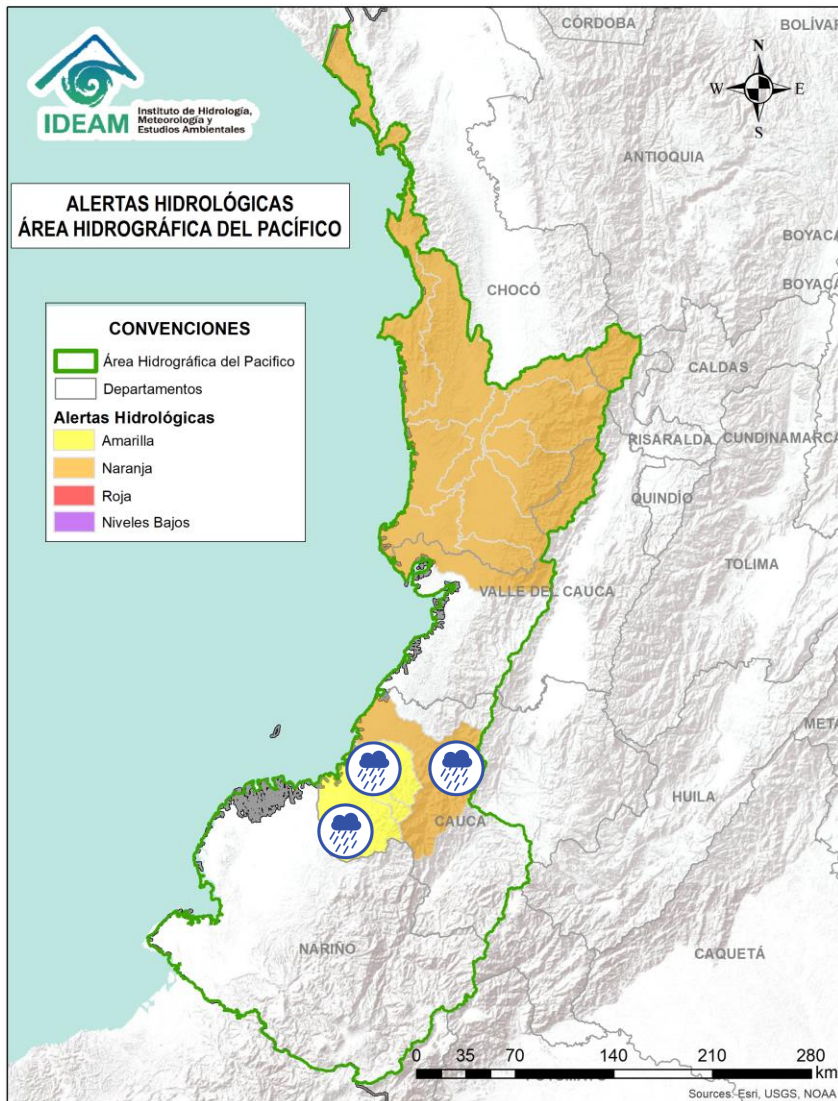 CÓRDOBA
BOLÍVAR
IDEAM
Instituto de Hidrología,
Meteorología y
Estudios Ambientales
N
W E
S
ANTIOQUIA
ALERTAS HIDROLÓGICAS
ÁREA HIDROGRÁFICA DEL PACÍFICO
BOYACÁ
BOYACÁ
CHOCÓ
CONVENCIONES
Área Hidrográfica del Pacifico
Departamentos
Alertas Hidrológicas
Amarilla
Naranja
Roja
Niveles Bajos
CALDAS
RISARALDA
CUNDINAMARCA
QUINDÍO
TOLIMA
VALLE DEL CAUCA
META
HUILA
CAUCA
NARIÑO
CAQUETÁ
0 35 70 140 210 280
km
Sources: Esri, USGS, NOAA